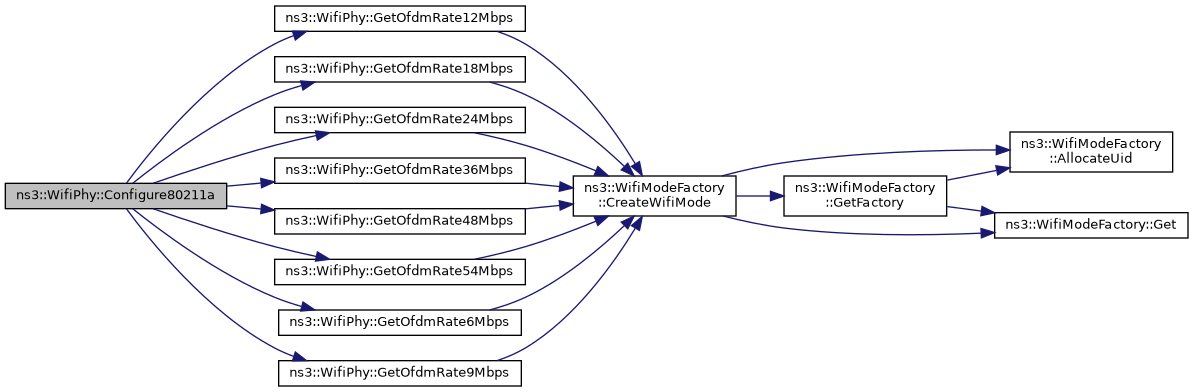 ns3::WifiPhy::Configure80211a
ns3::WifiPhy::GetOfdmRate12Mbps
ns3::WifiPhy::GetOfdmRate18Mbps
ns3::WifiPhy::GetOfdmRate24Mbps
ns3::WifiPhy::GetOfdmRate36Mbps
ns3::WifiPhy::GetOfdmRate48Mbps
ns3::WifiPhy::GetOfdmRate54Mbps
ns3::WifiPhy::GetOfdmRate6Mbps
ns3::WifiPhy::GetOfdmRate9Mbps
ns3::WifiModeFactory
::CreateWifiMode
ns3::WifiModeFactory
::GetFactory
ns3::WifiModeFactory
::AllocateUid
ns3::WifiModeFactory::Get